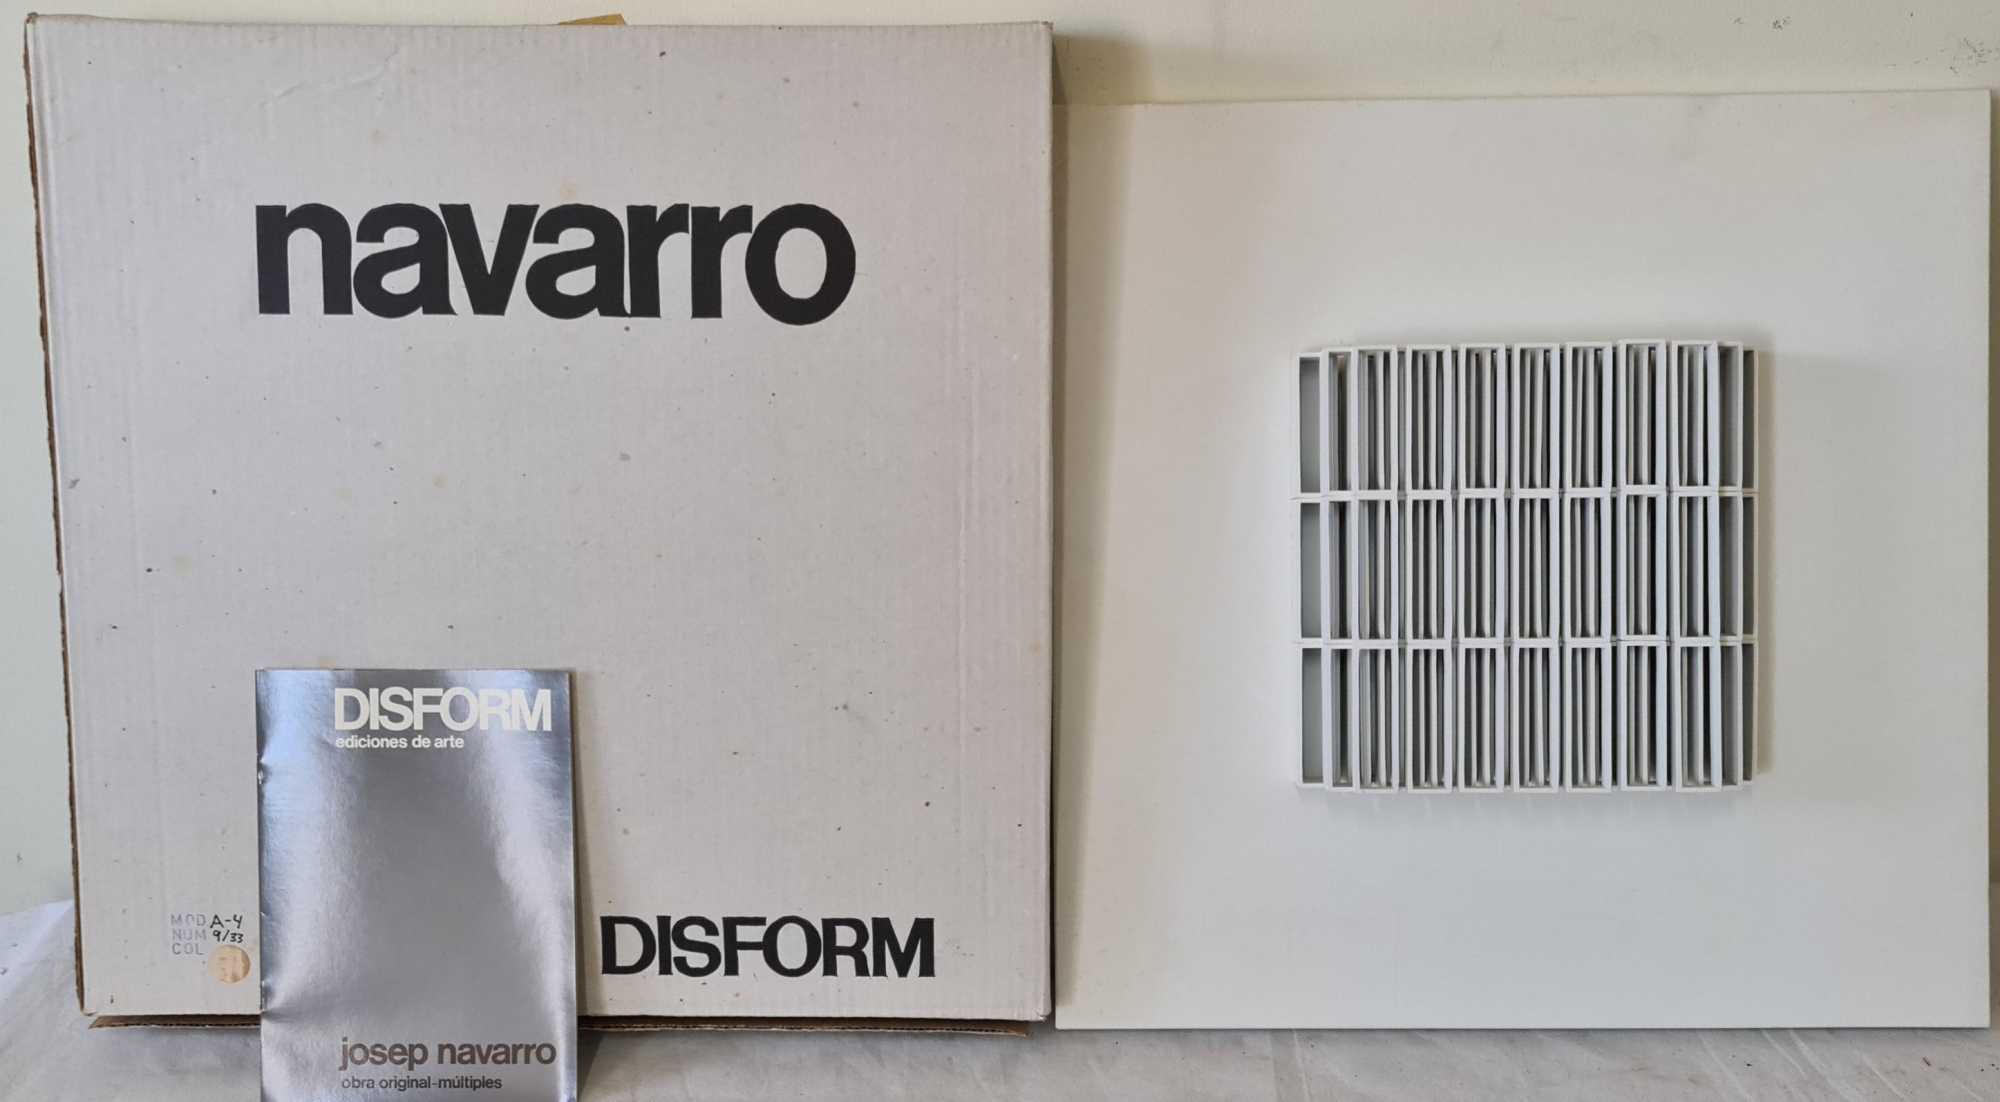 navarro
MOD A-4
NUM 9/33
COL
DISFORM
DISFORM
ediciones de arte
josep navarro
obra original-múltiples